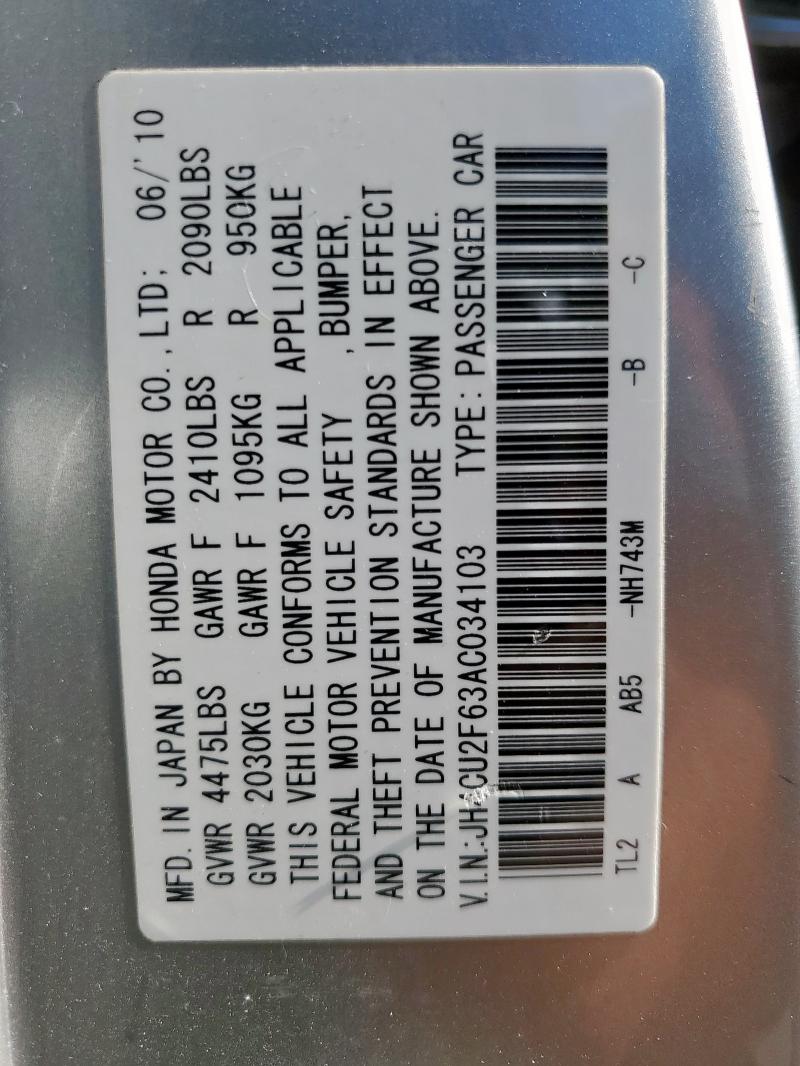 MFD. IN JAPAN BY HONDA MOTOR CO., LTD; 06/'10
GVWR 4475LBS GAWR F 2410LBS R 2090LBS
GVWR 2030KG GAWR F 1095KG R 950KG
THIS VEHICLE CONFORMS TO ALL APPLICABLE
FEDERAL MOTOR VEHICLE SAFETY , BUMPER,
AND THEFT PREVENTION STANDARDS IN EFFECT
ON THE DATE OF MANUFACTURE SHOWN ABOVE.
V.I.N.:JH4CU2F63AC034103 TYPE: PASSENGER CAR
TL2 A AB5 -NH743M -B -C